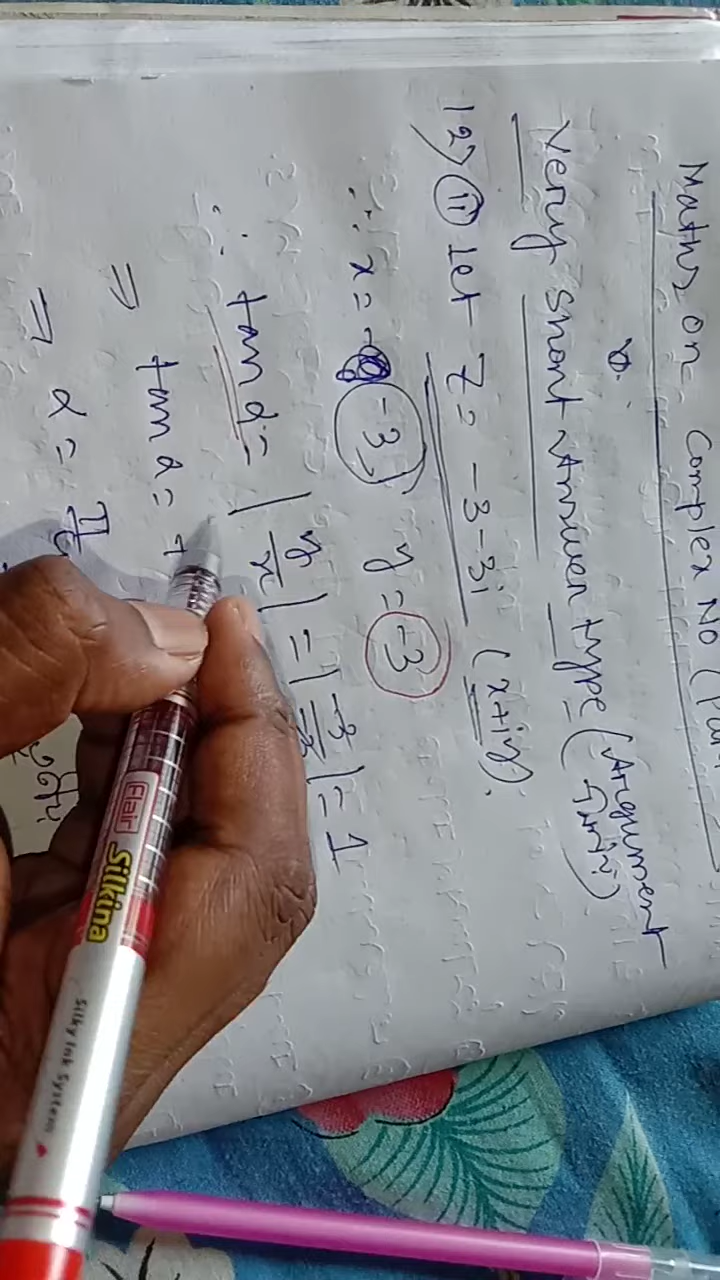 Maths on Complex No (Par
Very Short Answer type (Argument
12) (ii) Let Z = -3-3i (x+iy).
∴ x = -3, y = -3
∴ tan α = |y/x| = |-3/-3| = 1
⇒ tan α =
⇒ α = π/
Flair Silkina
Silky Ink System